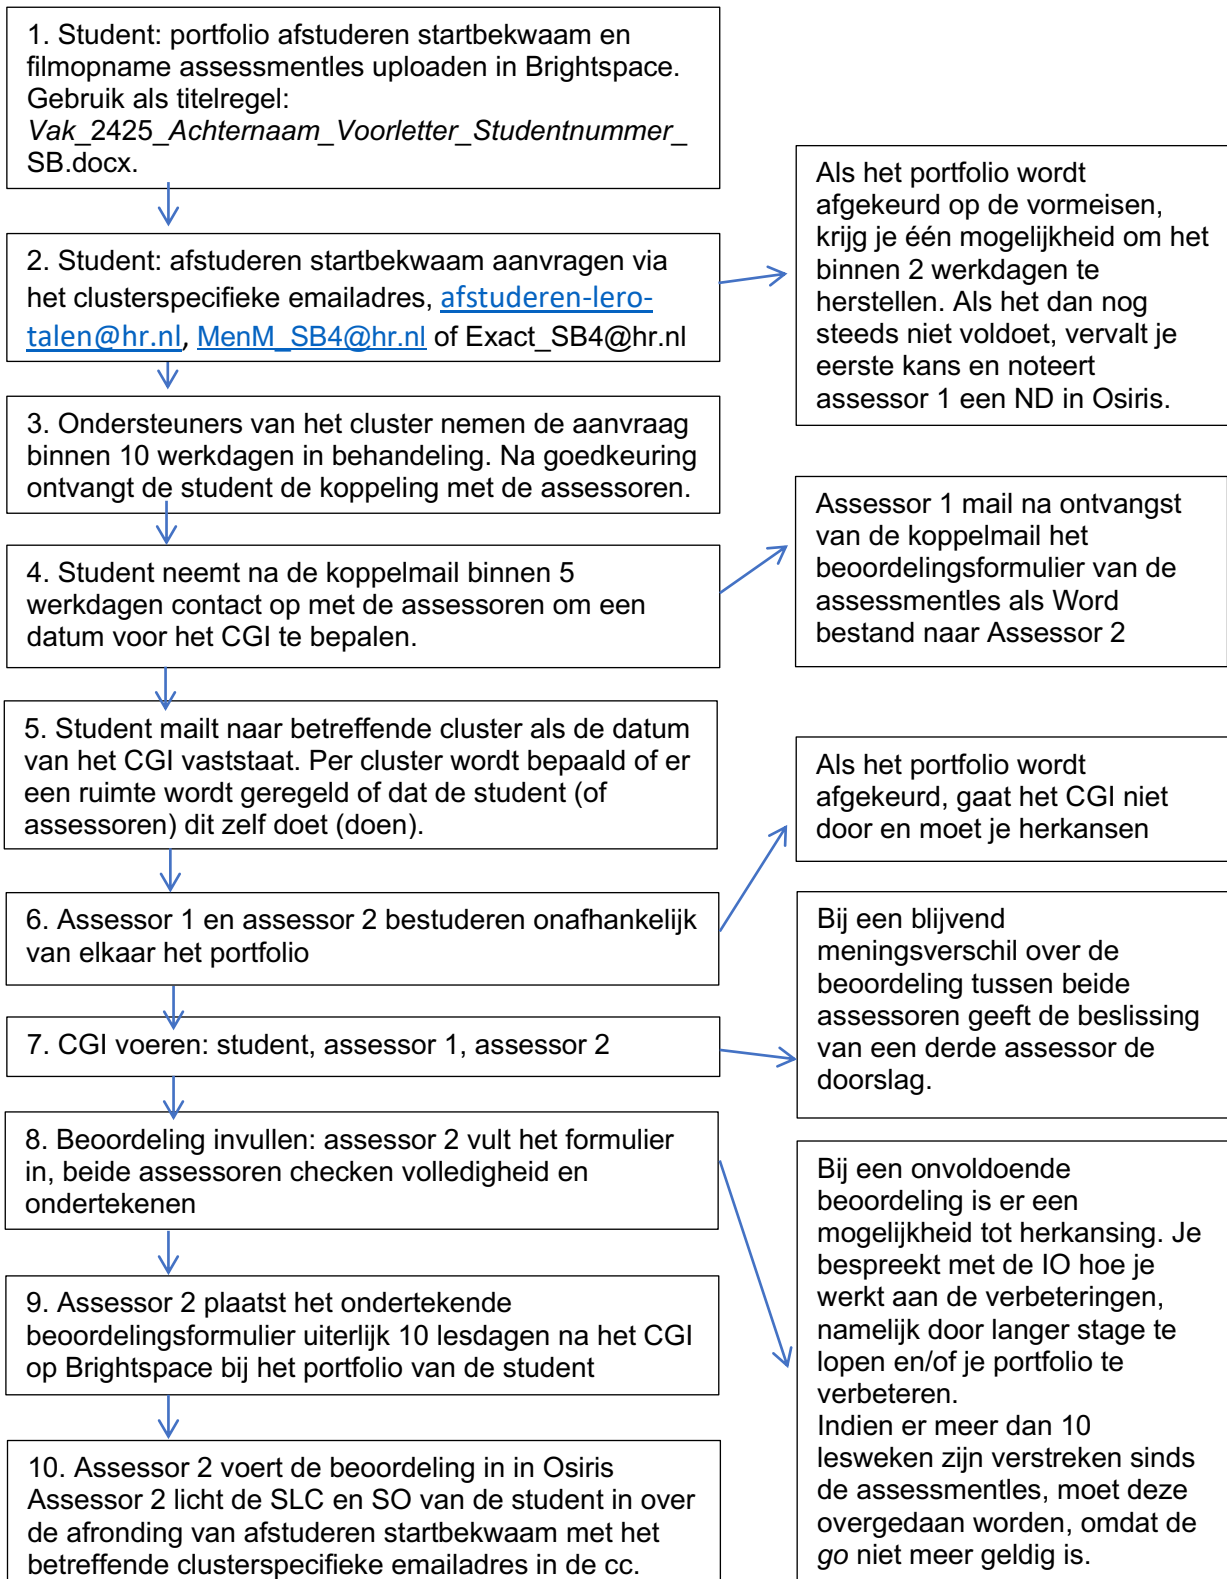 1. Student: portfolio afstuderen startbekwaam en
filmopname assessmentles uploaden in Brightspace.
Gebruik als titelregel:
Vak_2425_Achternaam_Voorletter_Studentnummer_
SB.docx.
2. Student: afstuderen startbekwaam aanvragen via
het clusterspecifieke emailadres, afstuderen-lero-
talen@hr.nl, MenM_SB4@hr.nl of Exact_SB4@hr.nl
Als het portfolio wordt
afgekeurd op de vormeisen,
krijg je één mogelijkheid om het
binnen 2 werkdagen te
herstellen. Als het dan nog
steeds niet voldoet, vervalt je
eerste kans en noteert
assessor 1 een ND in Osiris.
3. Ondersteuners van het cluster nemen de aanvraag
binnen 10 werkdagen in behandeling. Na goedkeuring
ontvangt de student de koppeling met de assessoren.
4. Student neemt na de koppelmail binnen 5
werkdagen contact op met de assessoren om een
datum voor het CGI te bepalen.
Assessor 1 mail na ontvangst
van de koppelmail het
beoordelingsformulier van de
assessmentles als Word
bestand naar Assessor 2
5. Student mailt naar betreffende cluster als de datum
van het CGI vaststaat. Per cluster wordt bepaald of er
een ruimte wordt geregeld of dat de student (of
assessoren) dit zelf doet (doen).
6. Assessor 1 en assessor 2 bestuderen onafhankelijk
van elkaar het portfolio
Als het portfolio wordt
afgekeurd, gaat het CGI niet
door en moet je herkansen
7. CGI voeren: student, assessor 1, assessor 2
Bij een blijvend
meningsverschil over de
beoordeling tussen beide
assessoren geeft de beslissing
van een derde assessor de
doorslag.
8. Beoordeling invullen: assessor 2 vult het formulier
in, beide assessoren checken volledigheid en
ondertekenen
Bij een onvoldoende
beoordeling is er een
mogelijkheid tot herkansing. Je
bespreekt met de IO hoe je
werkt aan de verbeteringen,
namelijk door langer stage te
lopen en/of je portfolio te
verbeteren.
Indien er meer dan 10
lesweken zijn verstreken sinds
de assessmentles, moet deze
overgedaan worden, omdat de
go niet meer geldig is.
9. Assessor 2 plaatst het ondertekende
beoordelingsformulier uiterlijk 10 lesdagen na het CGI
op Brightspace bij het portfolio van de student
10. Assessor 2 voert de beoordeling in in Osiris
Assessor 2 licht de SLC en SO van de student in over
de afronding van afstuderen startbekwaam met het
betreffende clusterspecifieke emailadres in de cc.